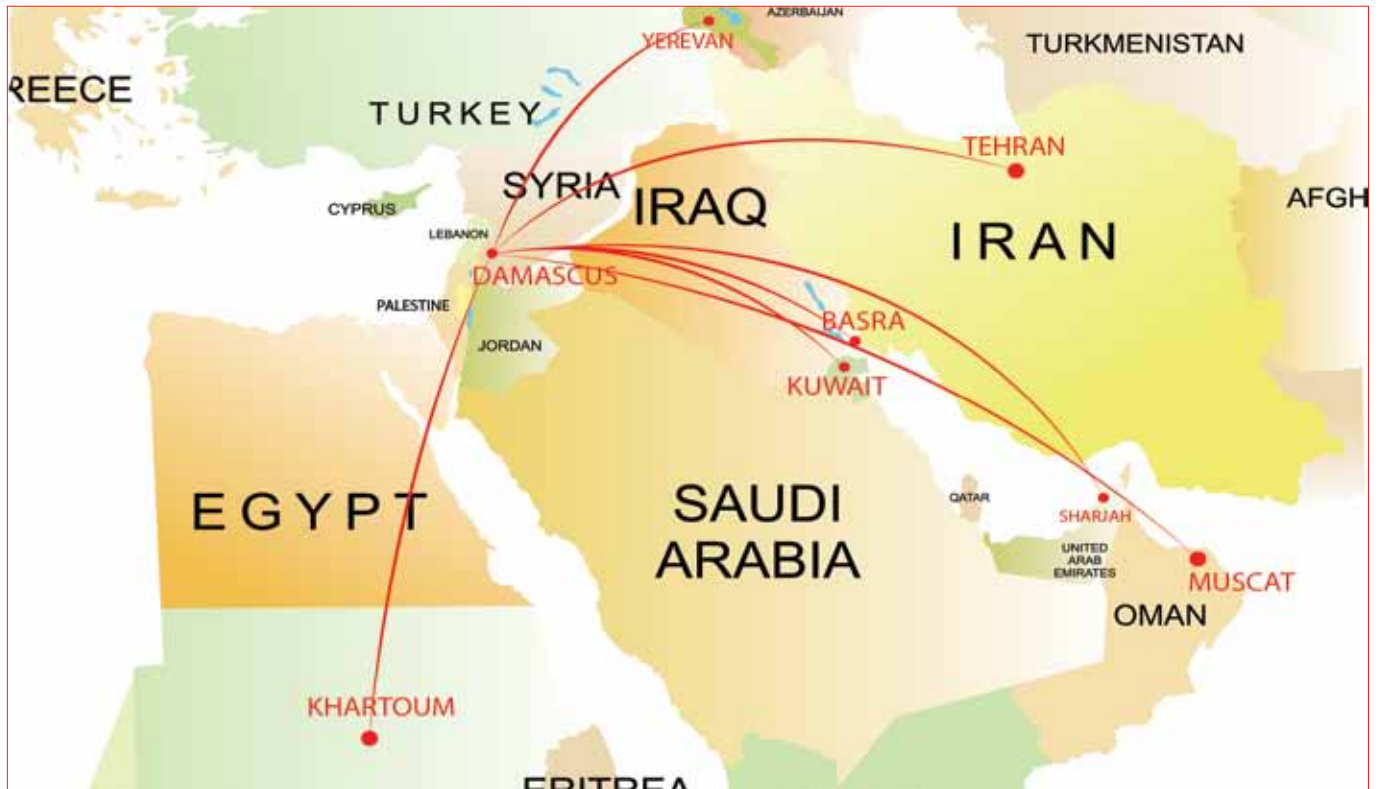 AZERBAIJAN
YEREVAN
TURKMENISTAN
REECE
TURKEY
TEHRAN
SYRIA
IRAQ
AFGH
CYPRUS
LEBANON
IRAN
DAMASCUS
PALESTINE
BASRA
JORDAN
KUWAIT
EGYPT
SAUDI
ARABIA
QATAR
SHARJAH
UNITED
ARAB
EMIRATES
MUSCAT
OMAN
KHARTOUM
ERITREA